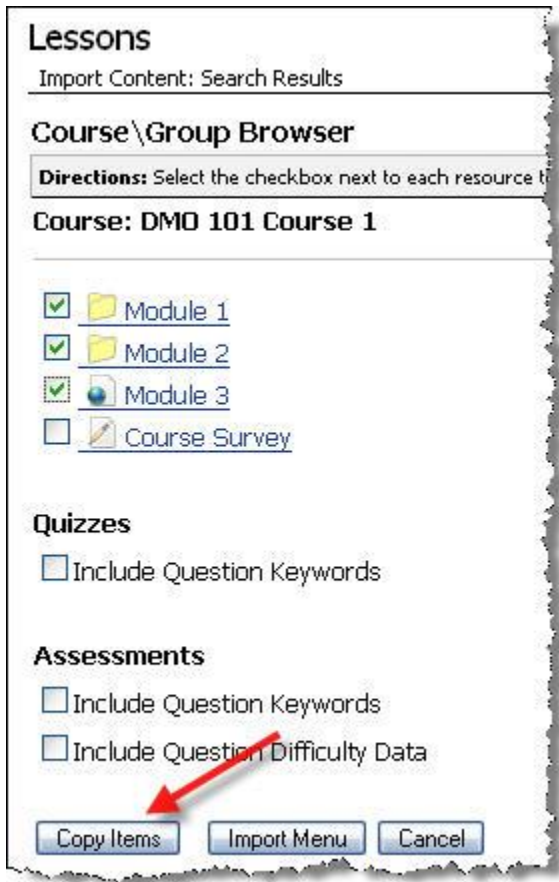 Lessons
Import Content: Search Results
Course\Group Browser
Directions: Select the checkbox next to each resource
Course: DMO 101 Course 1
Module 1
Module 2
Module 3
Course Survey
Quizzes
Include Question Keywords
Assessments
Include Question Keywords
Include Question Difficulty Data
Copy Items Import Menu Cancel